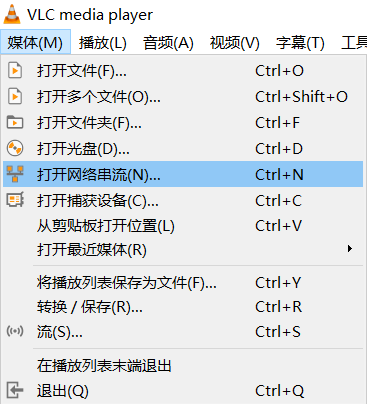 VLC media player
媒体(M) 播放(L) 音频(A) 视频(V) 字幕(T) 工具
打开文件(F)... Ctrl+O
打开多个文件(O)... Ctrl+Shift+O
打开文件夹(F)... Ctrl+F
打开光盘(D)... Ctrl+D
打开网络串流(N)... Ctrl+N
打开捕获设备(C)... Ctrl+C
从剪贴板打开位置(L) Ctrl+V
打开最近媒体(R)
将播放列表保存为文件(F)... Ctrl+Y
转换 / 保存(R)... Ctrl+R
流(S)... Ctrl+S
在播放列表末端退出
退出(Q) Ctrl+Q